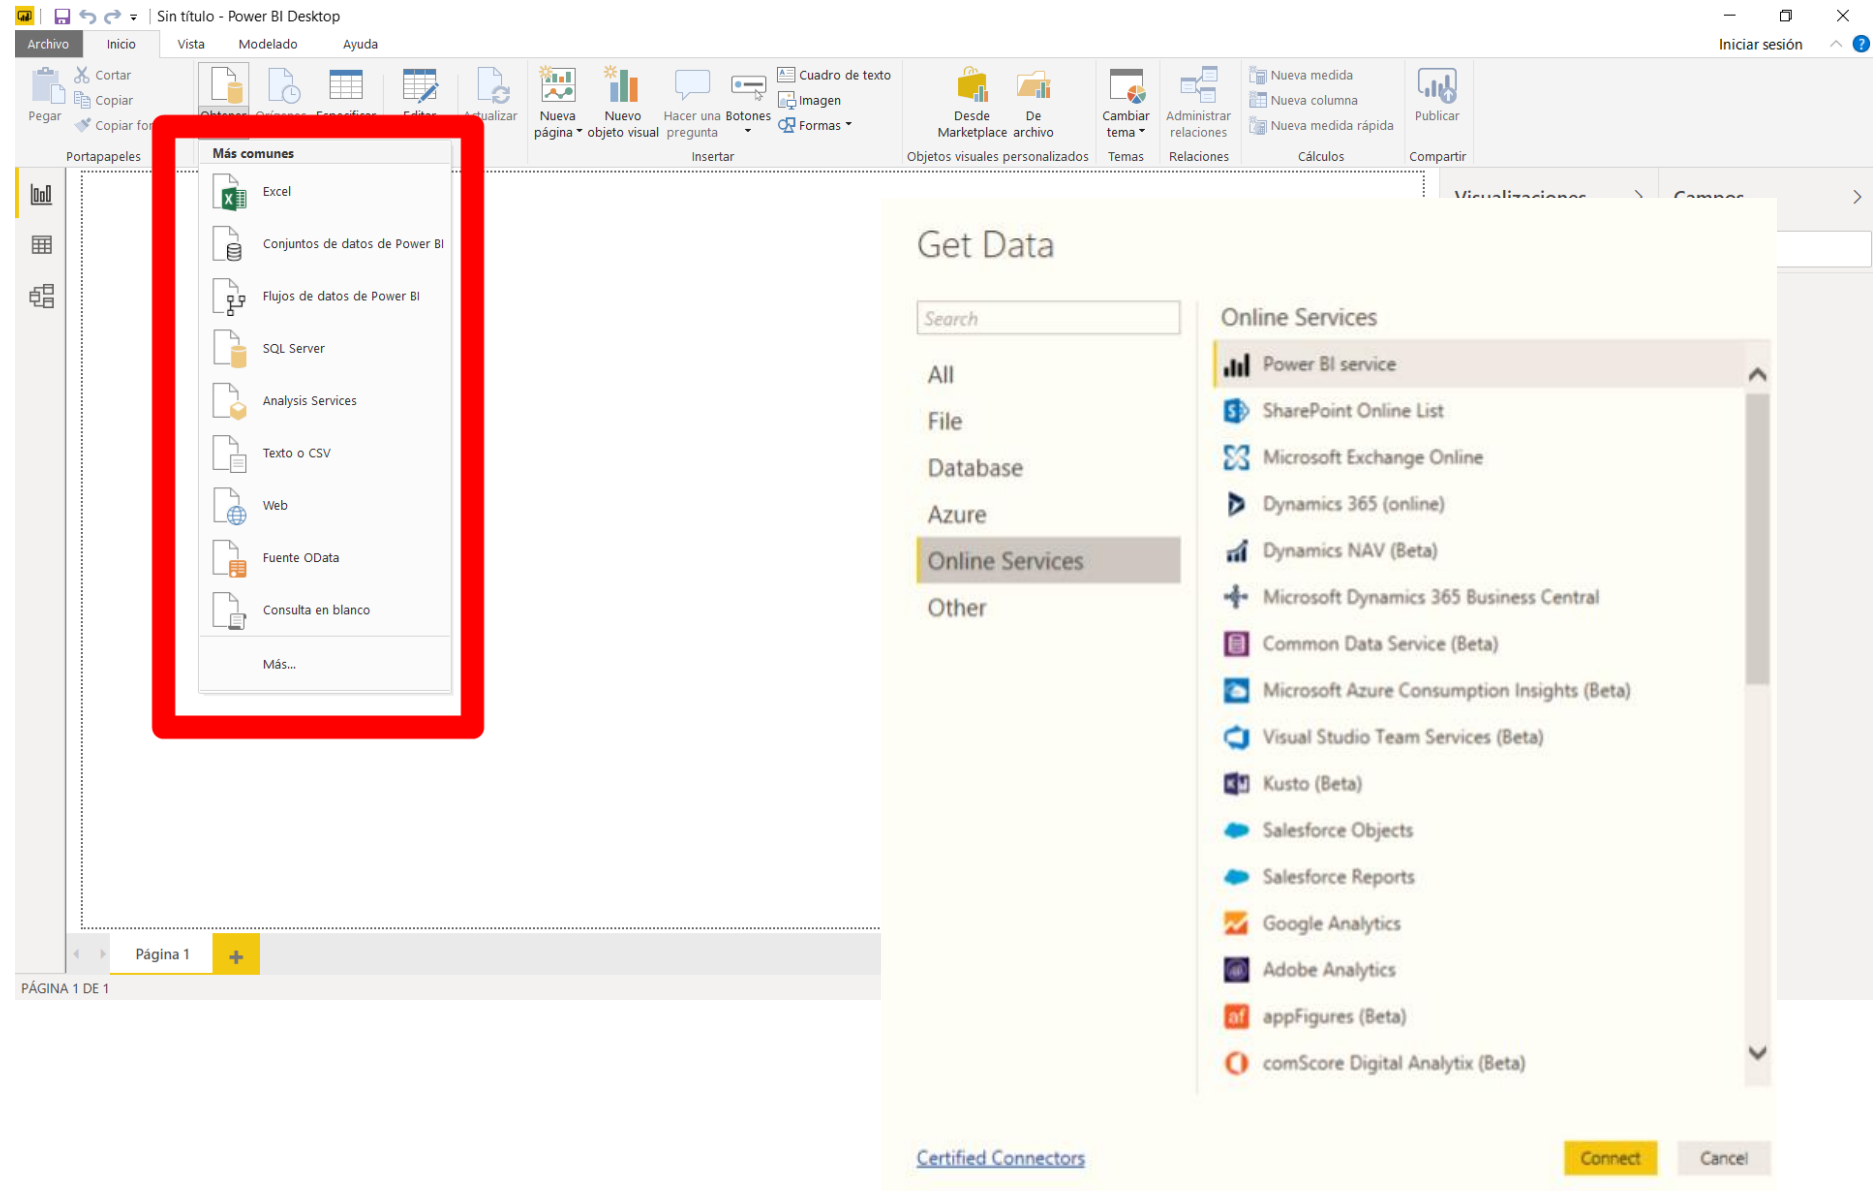 Sin título - Power BI Desktop
Archivo Inicio Vista Modelado Ayuda Iniciar sesión
Pegar
Cortar
Copiar
Copiar for
Portapapeles
Actualizar
Nueva página
Nuevo objeto visual
Hacer una pregunta
Botones
Cuadro de texto
Imagen
Formas
Insertar
Desde Marketplace
De archivo
Objetos visuales personalizados
Cambiar tema
Temas
Administrar relaciones
Relaciones
Nueva medida
Nueva columna
Nueva medida rápida
Cálculos
Publicar
Compartir
Más comunes
Excel
Conjuntos de datos de Power BI
Flujos de datos de Power BI
SQL Server
Analysis Services
Texto o CSV
Web
Fuente OData
Consulta en blanco
Más...
Visualizaciones
Campos
Get Data
Search
All
File
Database
Azure
Online Services
Other
Online Services
Power BI service
SharePoint Online List
Microsoft Exchange Online
Dynamics 365 (online)
Dynamics NAV (Beta)
Microsoft Dynamics 365 Business Central
Common Data Service (Beta)
Microsoft Azure Consumption Insights (Beta)
Visual Studio Team Services (Beta)
Kusto (Beta)
Salesforce Objects
Salesforce Reports
Google Analytics
Adobe Analytics
appFigures (Beta)
comScore Digital Analytix (Beta)
Certified Connectors
Connect
Cancel
Página 1
PÁGINA 1 DE 1